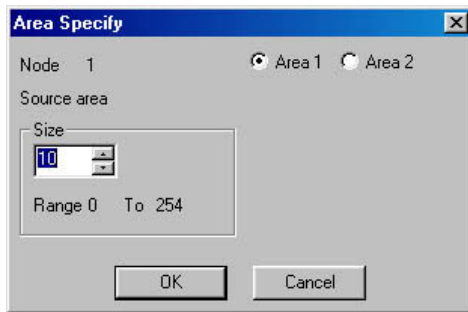 Area Specify
Node 1 Area 1 Area 2
Source area
Size
10
Range 0 To 254
OK Cancel